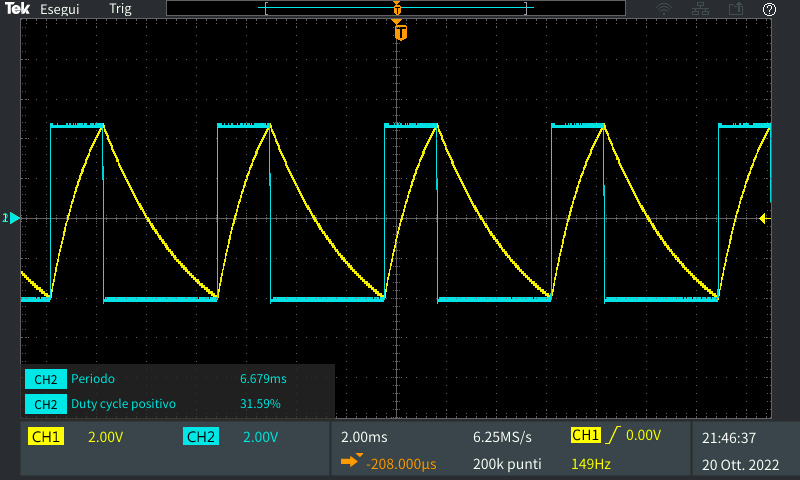 Tek Esegui Trig ?
T
T
CH2 Periodo 6.679ms
CH2 Duty cycle positivo 31.59%
CH1 2.00V CH2 2.00V 2.00ms 6.25MS/s CH1 0.00V 21:46:37
-208.000µs 200k punti 149Hz 20 Ott. 2022